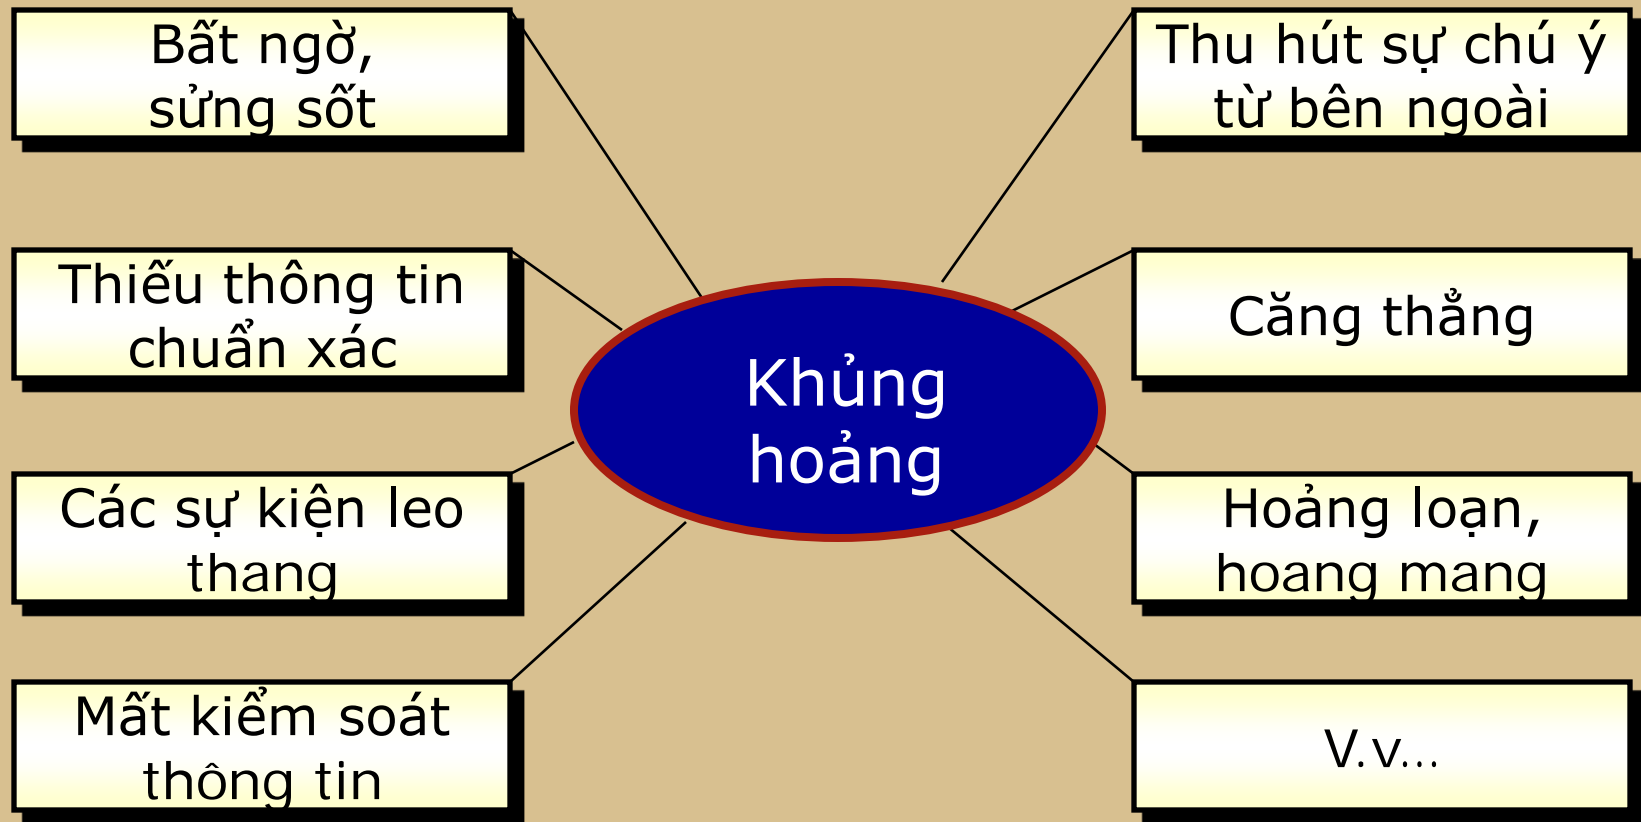 Bất ngờ,
sửng sốt
Thiếu thông tin
chuẩn xác
Các sự kiện leo
thang
Mất kiểm soát
thông tin
Khủng
hoảng
Thu hút sự chú ý
từ bên ngoài
Căng thẳng
Hoảng loạn,
hoang mang
V.v...